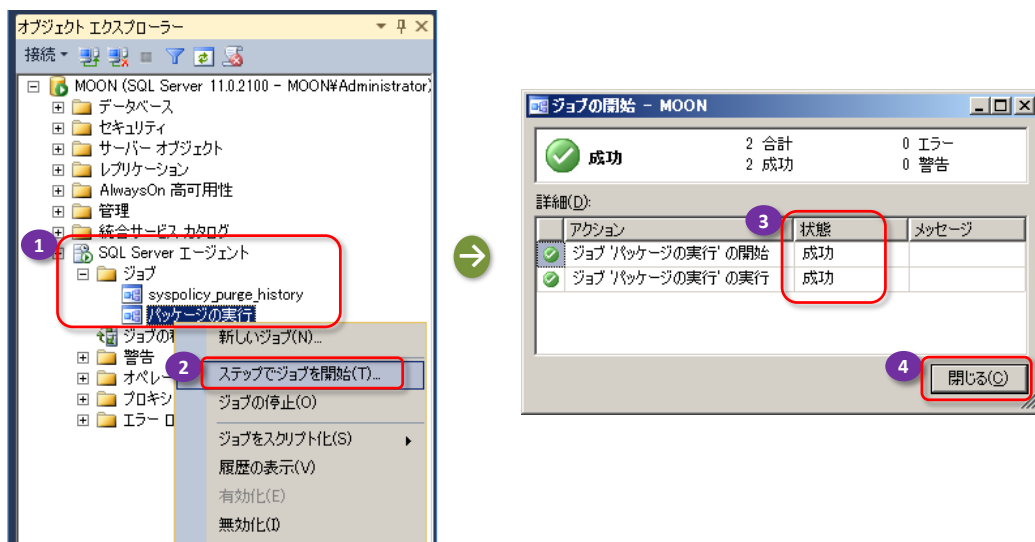 オブジェクト エクスプローラー
接続
MOON (SQL Server 11.0.2100 - MOON¥Administrator)
データベース
セキュリティ
サーバー オブジェクト
レプリケーション
AlwaysOn 高可用性
管理
統合サービス カタログ
1
SQL Server エージェント
ジョブ
syspolicy_purge_history
パッケージの実行
ジョブの
警告
オペレー
プロキシ
エラー
新しいジョブ(N)...
2
ステップでジョブを開始(T)...
ジョブの停止(O)
ジョブをスクリプト化(S)
履歴の表示(V)
有効化(E)
無効化(I)
ジョブの開始 - MOON
成功
2 合計
0 エラー
2 成功
0 警告
詳細(D):
3
アクション
状態
メッセージ
ジョブ 'パッケージの実行' の開始
成功
ジョブ 'パッケージの実行' の実行
成功
4
閉じる(C)